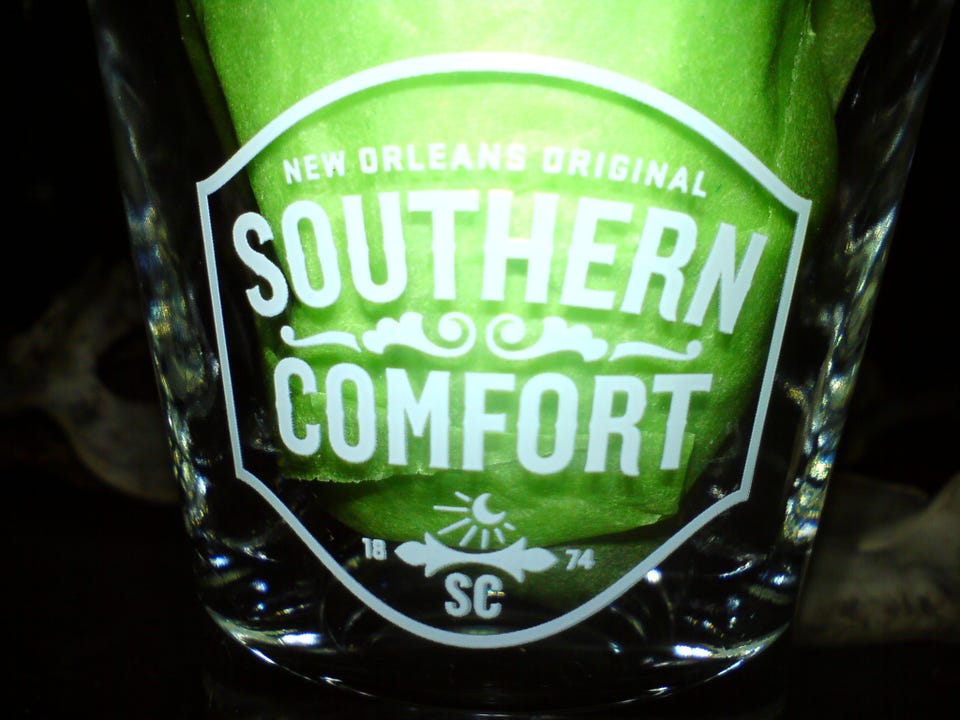 NEW ORLEANS ORIGINAL
SOUTHERN
COMFORT
18 74
SC